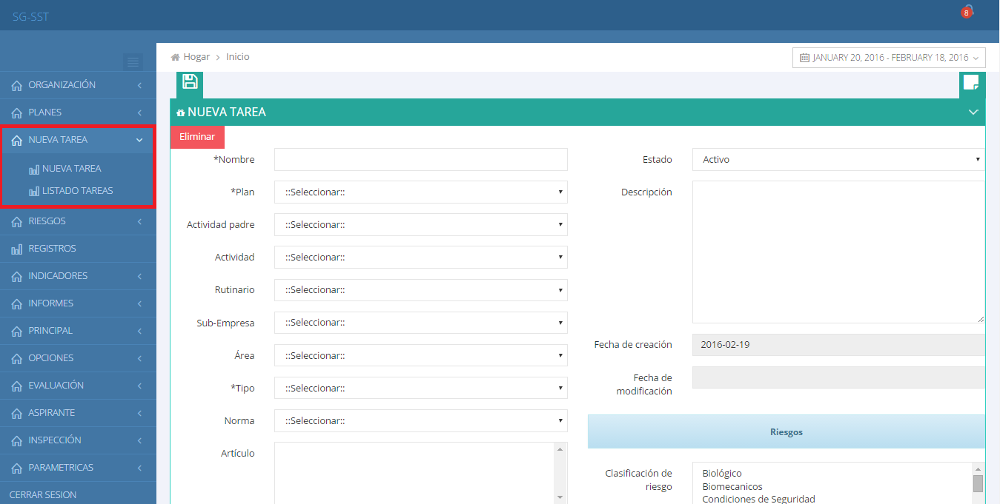 SG-SST
8
Hogar > Inicio
JANUARY 20, 2016 - FEBRUARY 18, 2016
ORGANIZACIÓN
PLANES
NUEVA TAREA
NUEVA TAREA
LISTADO TAREAS
RIESGOS
REGISTROS
INDICADORES
INFORMES
PRINCIPAL
OPCIONES
EVALUACIÓN
ASPIRANTE
INSPECCIÓN
PARAMETRICAS
CERRAR SESION
NUEVA TAREA
Eliminar
*Nombre
*Plan ::Seleccionar::
Actividad padre ::Seleccionar::
Actividad ::Seleccionar::
Rutinario ::Seleccionar::
Sub-Empresa ::Seleccionar::
Área ::Seleccionar::
*Tipo ::Seleccionar::
Norma ::Seleccionar::
Artículo
Estado Activo
Descripción
Fecha de creación 2016-02-19
Fecha de
modificación
Riesgos
Clasificación de
riesgo
Biológico
Biomecanicos
Condiciones de Seguridad